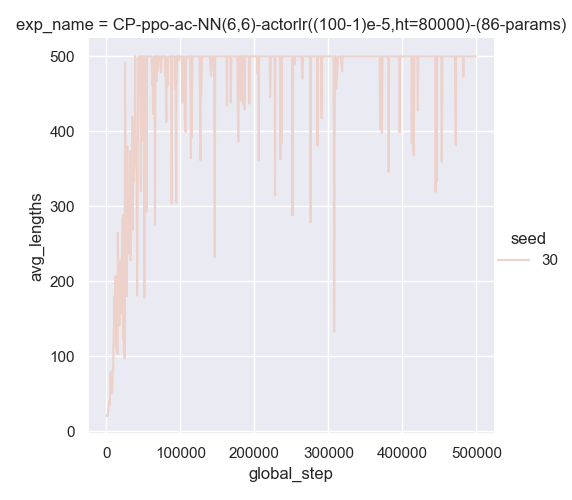 exp_name = CP-ppo-ac-NN(6,6)-actorlr((100-1)e-5,ht=80000)-(86-params)
500
400
300
200
100
0
avg_lengths
seed
30
0 100000 200000 300000 400000 500000
global_step